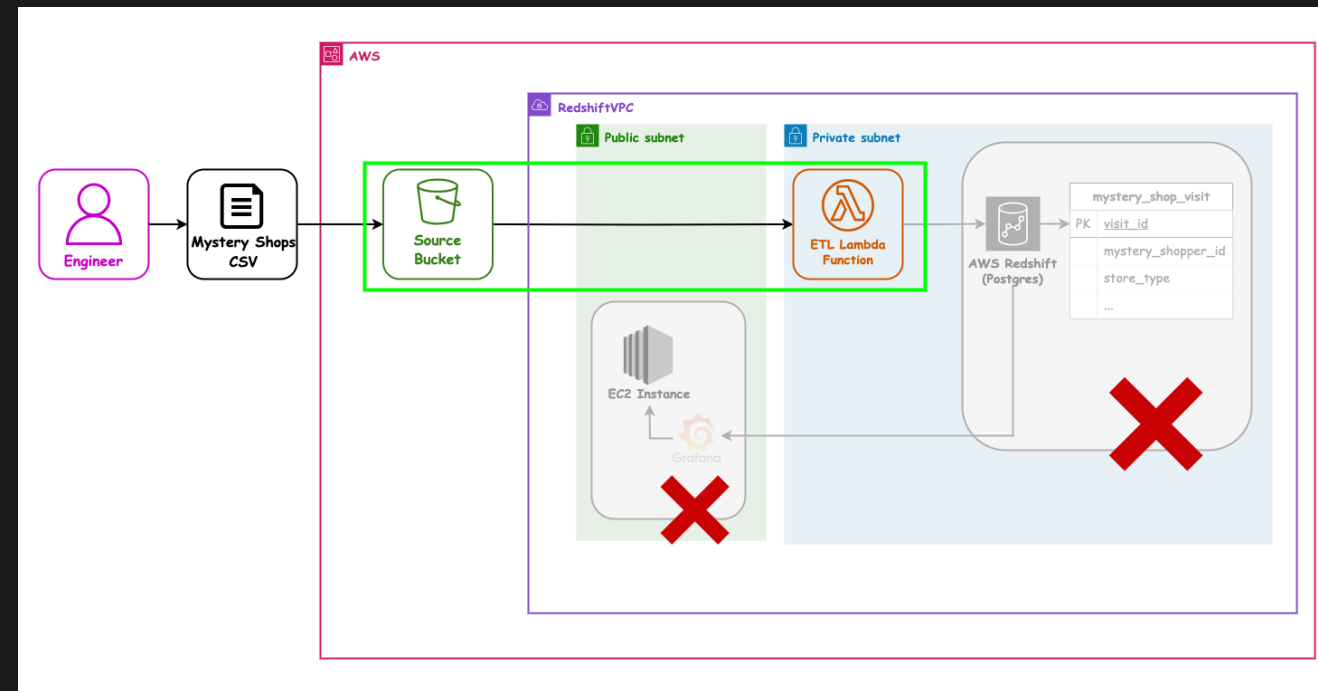 AWS
RedshiftVPC
Public subnet
Private subnet
Engineer
Mystery Shops
CSV
Source
Bucket
ETL Lambda
Function
AWS Redshift
(Postgres)
mystery_shop_visit
PK visit_id
mystery_shopper_id
store_type
...
EC2 Instance
Grafana